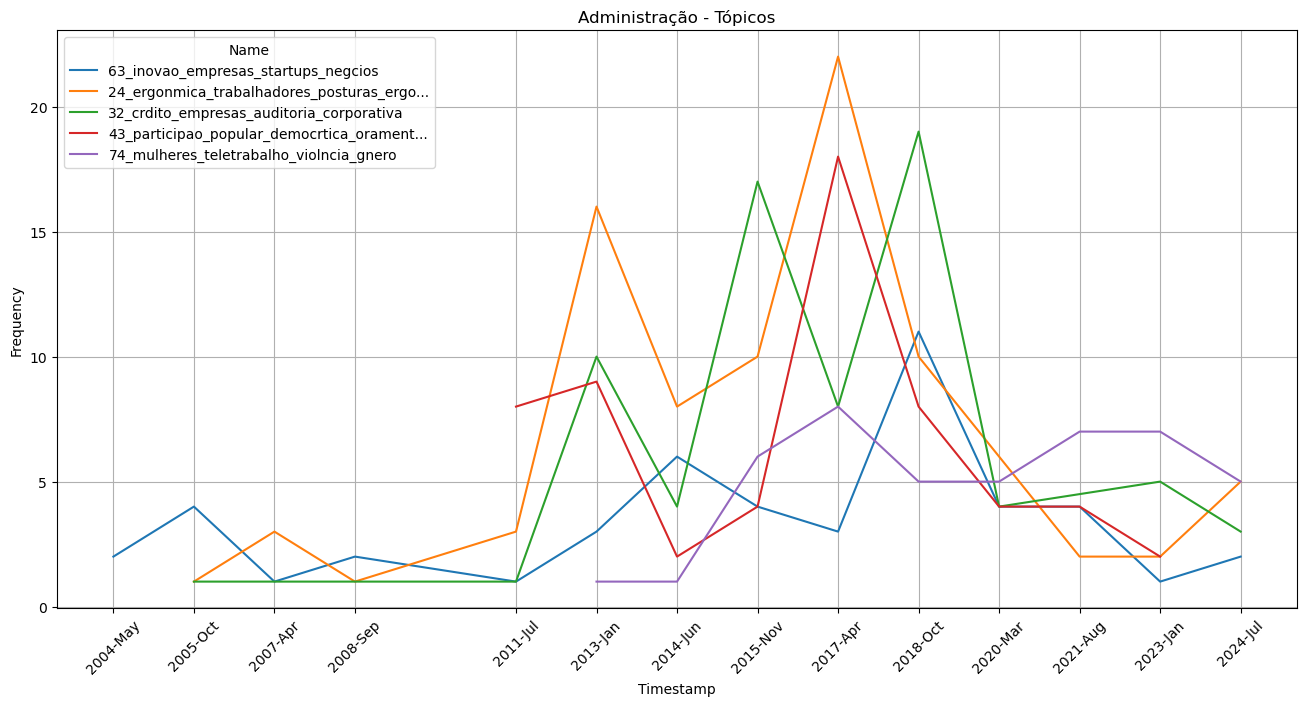 Administração - Tópicos
Name
63_inovao_empresas_startups_negcios
24_ergonmica_trabalhadores_posturas_ergo...
32_crdito_empresas_auditoria_corporativa
43_participao_popular_democrtica_orament...
74_mulheres_teletrabalho_violncia_gnero
Frequency
20
15
10
5
0
2004-May
2005-Oct
2007-Apr
2008-Sep
2011-Jul
2013-Jan
2014-Jun
2015-Nov
2017-Apr
2018-Oct
2020-Mar
2021-Aug
2023-Jan
2024-Jul
Timestamp